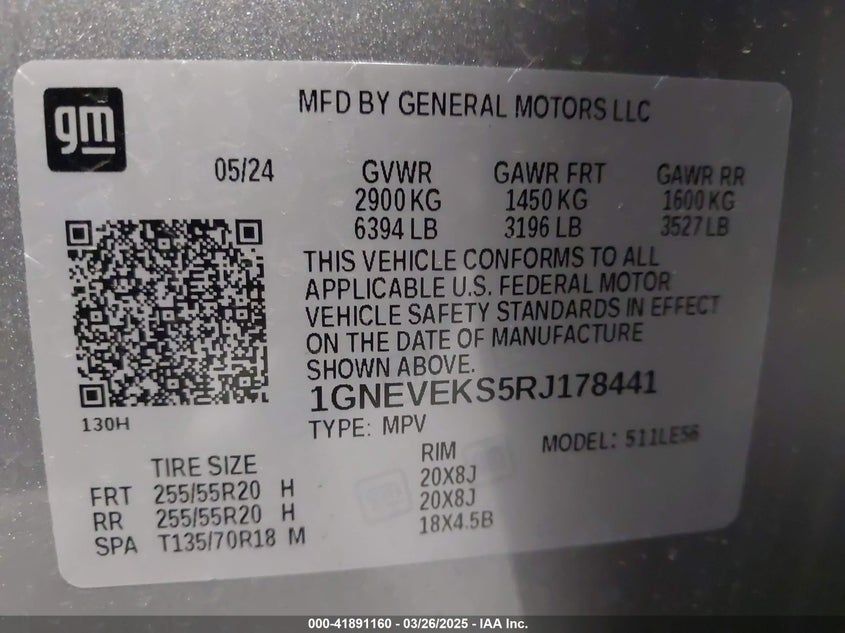 gm
MFD BY GENERAL MOTORS LLC
05/24 GVWR GAWR FRT GAWR RR
2900 KG 1450 KG 1600 KG
6394 LB 3196 LB 3527 LB
THIS VEHICLE CONFORMS TO ALL
APPLICABLE U.S. FEDERAL MOTOR
VEHICLE SAFETY STANDARDS IN EFFECT
ON THE DATE OF MANUFACTURE
SHOWN ABOVE.
1GNEVEKS5RJ178441
130H
TYPE: MPV MODEL: 511LE56
TIRE SIZE RIM
FRT 255/55R20 H 20X8J
RR 255/55R20 H 20X8J
SPA T135/70R18 M 18X4.5B
000-41891160 - 03/26/2025 - IAA Inc.